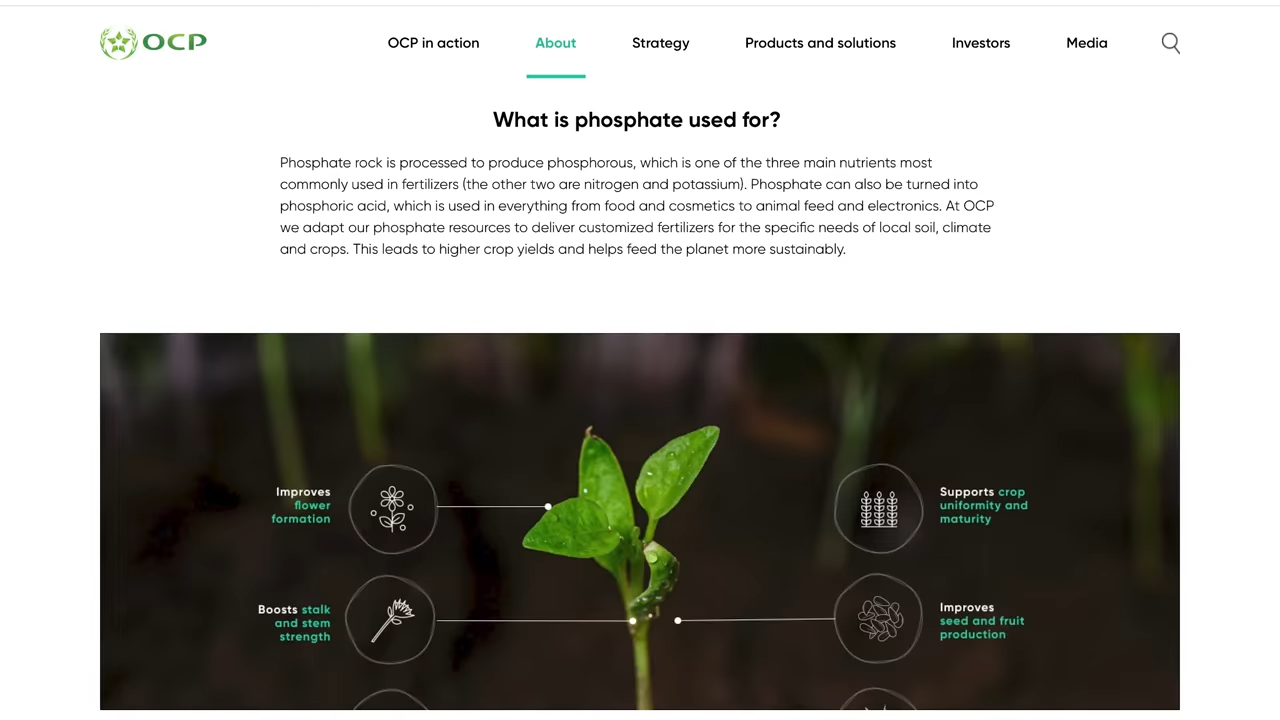 OCP
OCP in action
About
Strategy
Products and solutions
Investors
Media
What is phosphate used for?
Phosphate rock is processed to produce phosphorous, which is one of the three main nutrients most
commonly used in fertilizers (the other two are nitrogen and potassium). Phosphate can also be turned into
phosphoric acid, which is used in everything from food and cosmetics to animal feed and electronics. At OCP
we adapt our phosphate resources to deliver customized fertilizers for the specific needs of local soil, climate
and crops. This leads to higher crop yields and helps feed the planet more sustainably.
Improves
flower
formation
Supports crop
uniformity and
maturity
Boosts stalk
and stem
strength
Improves
seed and fruit
production